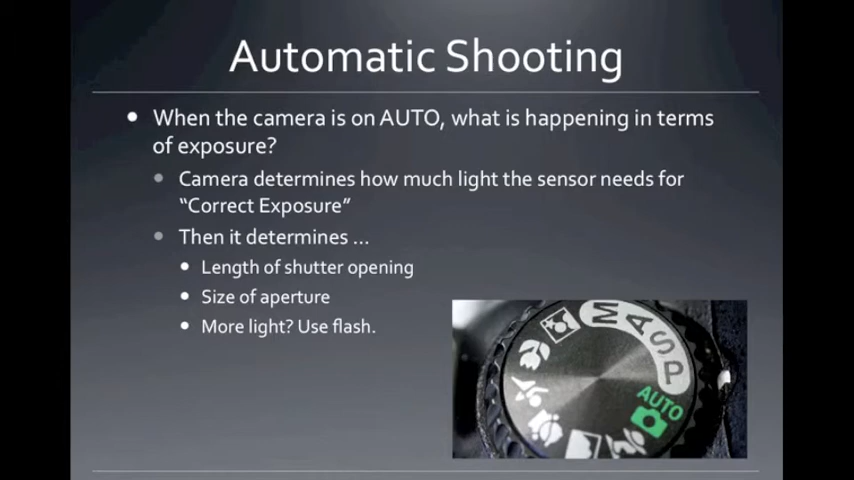 Automatic Shooting
When the camera is on AUTO, what is happening in terms
of exposure?
Camera determines how much light the sensor needs for
“Correct Exposure”
Then it determines …
Length of shutter opening
Size of aperture
More light? Use flash.
M
A
S
P
AUTO